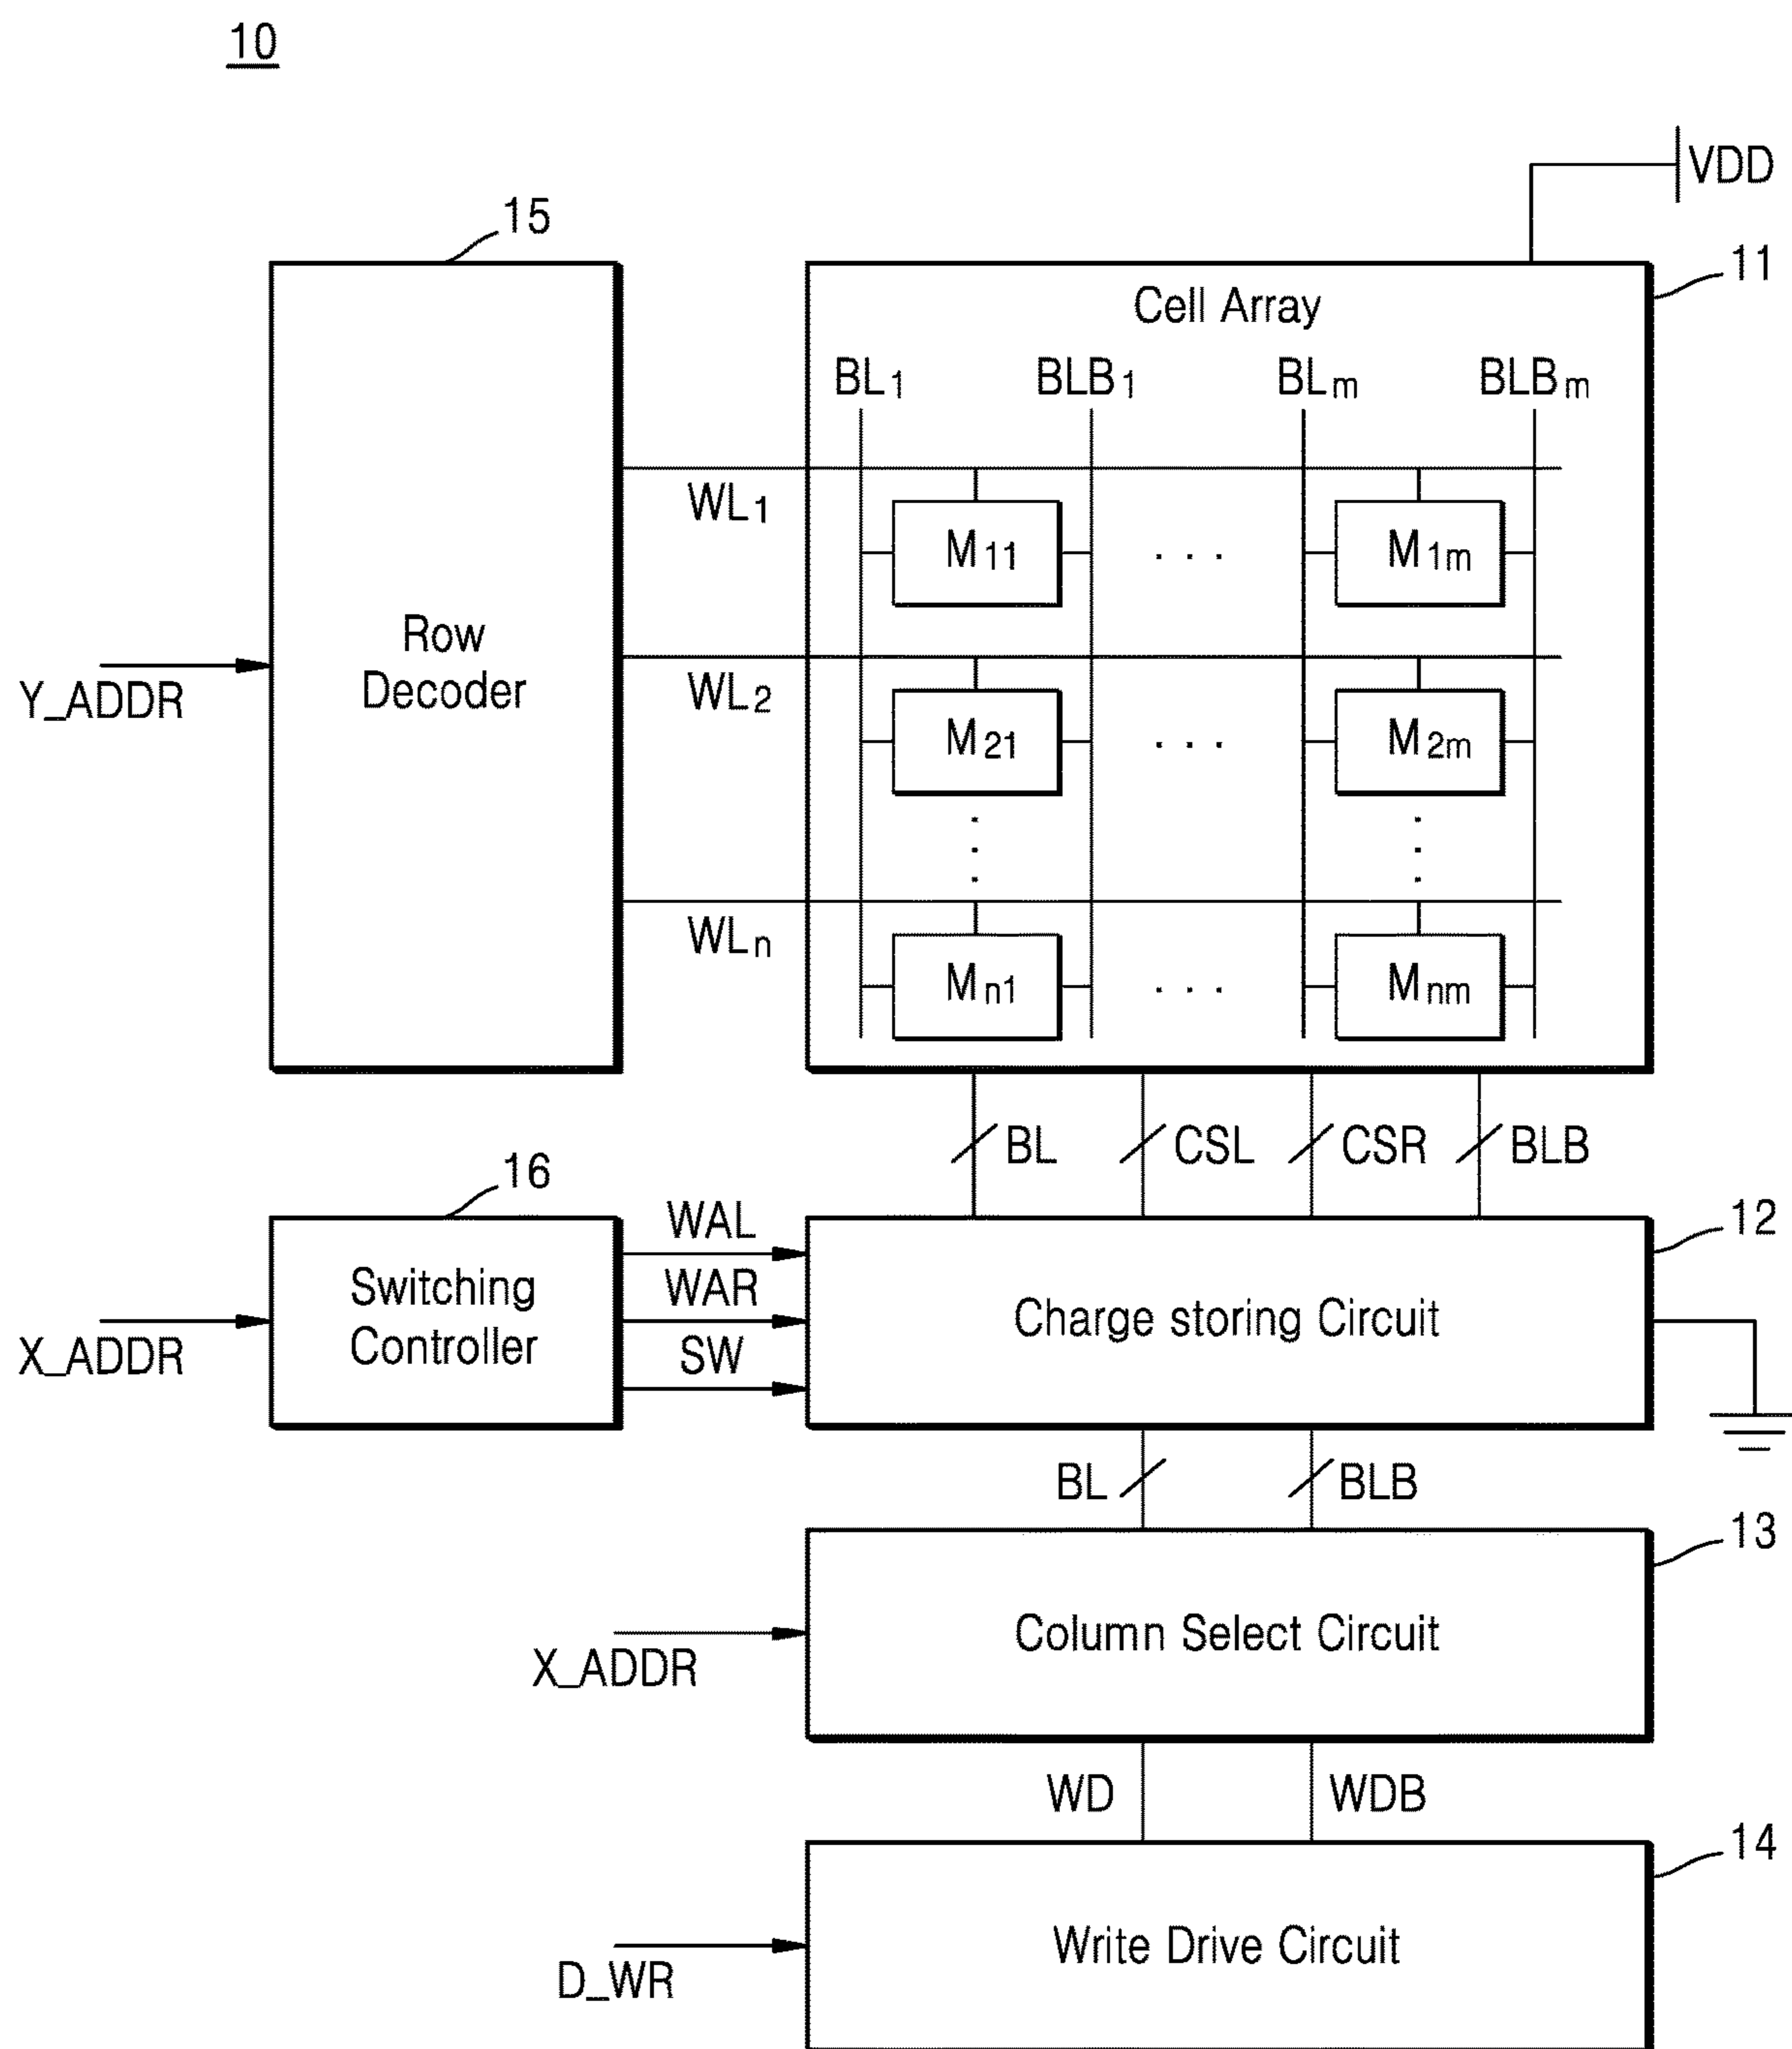 10
VDD
15
11
Cell Array
BL1 BLB1 BLm BLBm
WL1
M11 . . . M1m
Row
Decoder
Y_ADDR
WL2
M21 . . . M2m
WLn
Mn1 . . . Mnm
BL CSL CSR BLB
16
12
WAL
Switching
Controller
WAR
Charge storing Circuit
X_ADDR
SW
BL BLB
13
Column Select Circuit
X_ADDR
WD WDB
14
Write Drive Circuit
D_WR